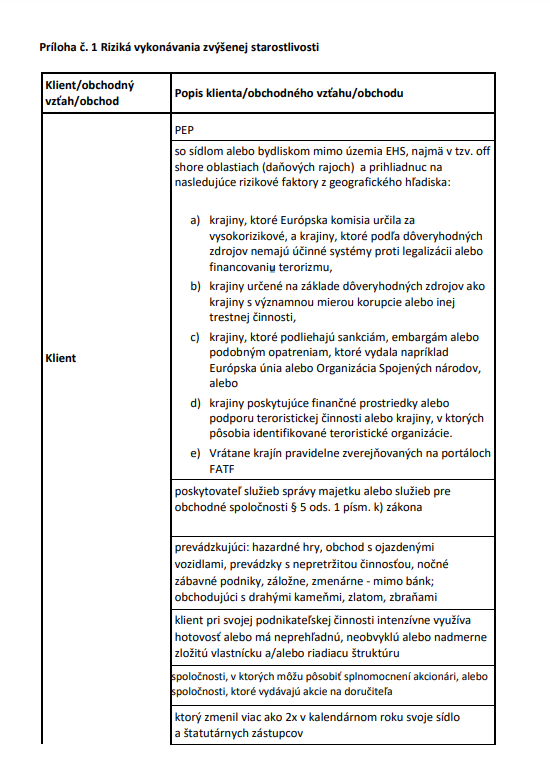 Príloha č. 1 Riziká vykonávania zvýšenej starostlivosti
Klient/obchodný
vzťah/obchod
Popis klienta/obchodného vzťahu/obchodu
Klient
PEP
so sídlom alebo bydliskom mimo územia EHS, najmä v tzv. off
shore oblastiach (daňových rajoch) a prihliadnuc na
nasledujúce rizikové faktory z geografického hľadiska:
a) krajiny, ktoré Európska komisia určila za
vysokorizikové, a krajiny, ktoré podľa dôveryhodných
zdrojov nemajú účinné systémy proti legalizácii alebo
financovaniu terorizmu,
b) krajiny určené na základe dôveryhodných zdrojov ako
krajiny s významnou mierou korupcie alebo inej
trestnej činnosti,
c) krajiny, ktoré podliehajú sankciám, embargám alebo
podobným opatreniam, ktoré vydala napríklad
Európska únia alebo Organizácia Spojených národov,
alebo
d) krajiny poskytujúce finančné prostriedky alebo
podporu teroristickej činnosti alebo krajiny, v ktorých
pôsobia identifikované teroristické organizácie.
e) Vrátane krajín pravidelne zverejňovaných na portáloch
FATF
poskytovateľ služieb správy majetku alebo služieb pre
obchodné spoločnosti § 5 ods. 1 písm. k) zákona
prevádzkujúci: hazardné hry, obchod s ojazdenými
vozidlami, prevádzky s nepretržitou činnosťou, nočné
zábavné podniky, záložne, zmenárne - mimo bánk;
obchodujúci s drahými kameňmi, zlatom, zbraňami
klient pri svojej podnikateľskej činnosti intenzívne využíva
hotovosť alebo má neprehľadnú, neobvyklú alebo nadmerne
zložitú vlastnícku a/alebo riadiacu štruktúru
spoločnosti, v ktorých môžu pôsobiť splnomocnení akcionári, alebo
spoločnosti, ktoré vydávajú akcie na doručiteľa
ktorý zmenil viac ako 2x v kalendárnom roku svoje sídlo
a štatutárnych zástupcov